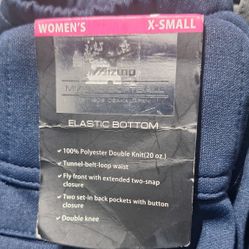 WOMEN'S X-SMALL
Mizuno
ELASTIC BOTTOM
• 100% Polyester Double Knit(20 oz.)
• Tunnel-belt-loop waist
• Fly front with extended two-snap
closure
• Two set-in back pockets with button
closure
• Double knee